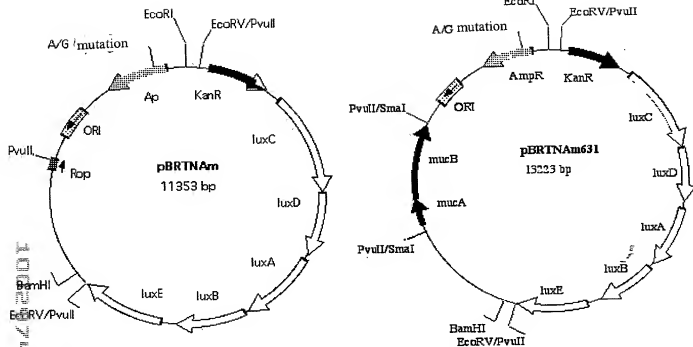 EcoRI
EcoRV/PvuII
A/G mutation
Ap
KanR
ORI
luxC
PvuII
Rop
pBRTNAm
11353 bp
luxD
luxA
luxB
luxE
BamHI
EcoRV/PvuII
EcoRI
EcoRV/PvuII
A/G mutation
AmpR
KanR
ORI
PvuII/SmaI
luxC
mucB
pBRTNAm631
13223 bp
luxD
mucA
luxA
PvuII/SmaI
luxB
luxE
BamHI
EcoRV/PvuII